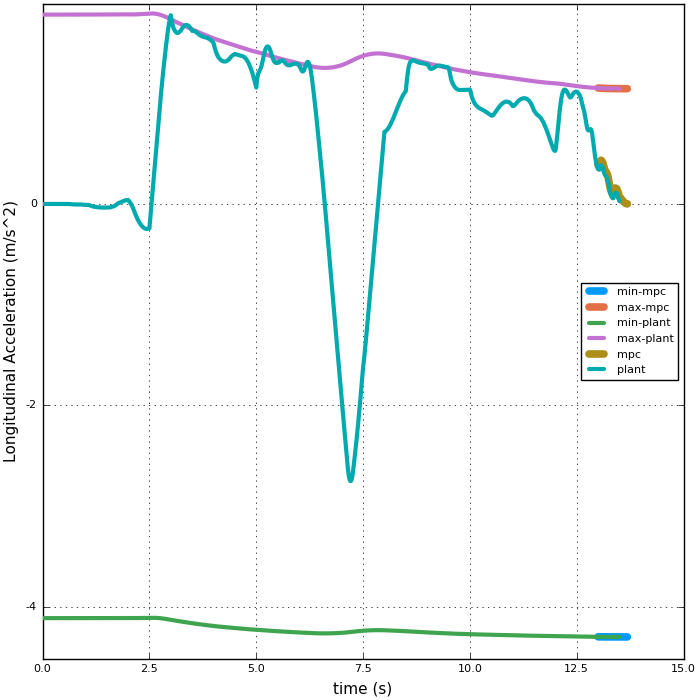 Longitudinal Acceleration (m/s^2)
0
-2
-4
min-mpc
max-mpc
min-plant
max-plant
mpc
plant
0.0 2.5 5.0 7.5 10.0 12.5 15.0
time (s)